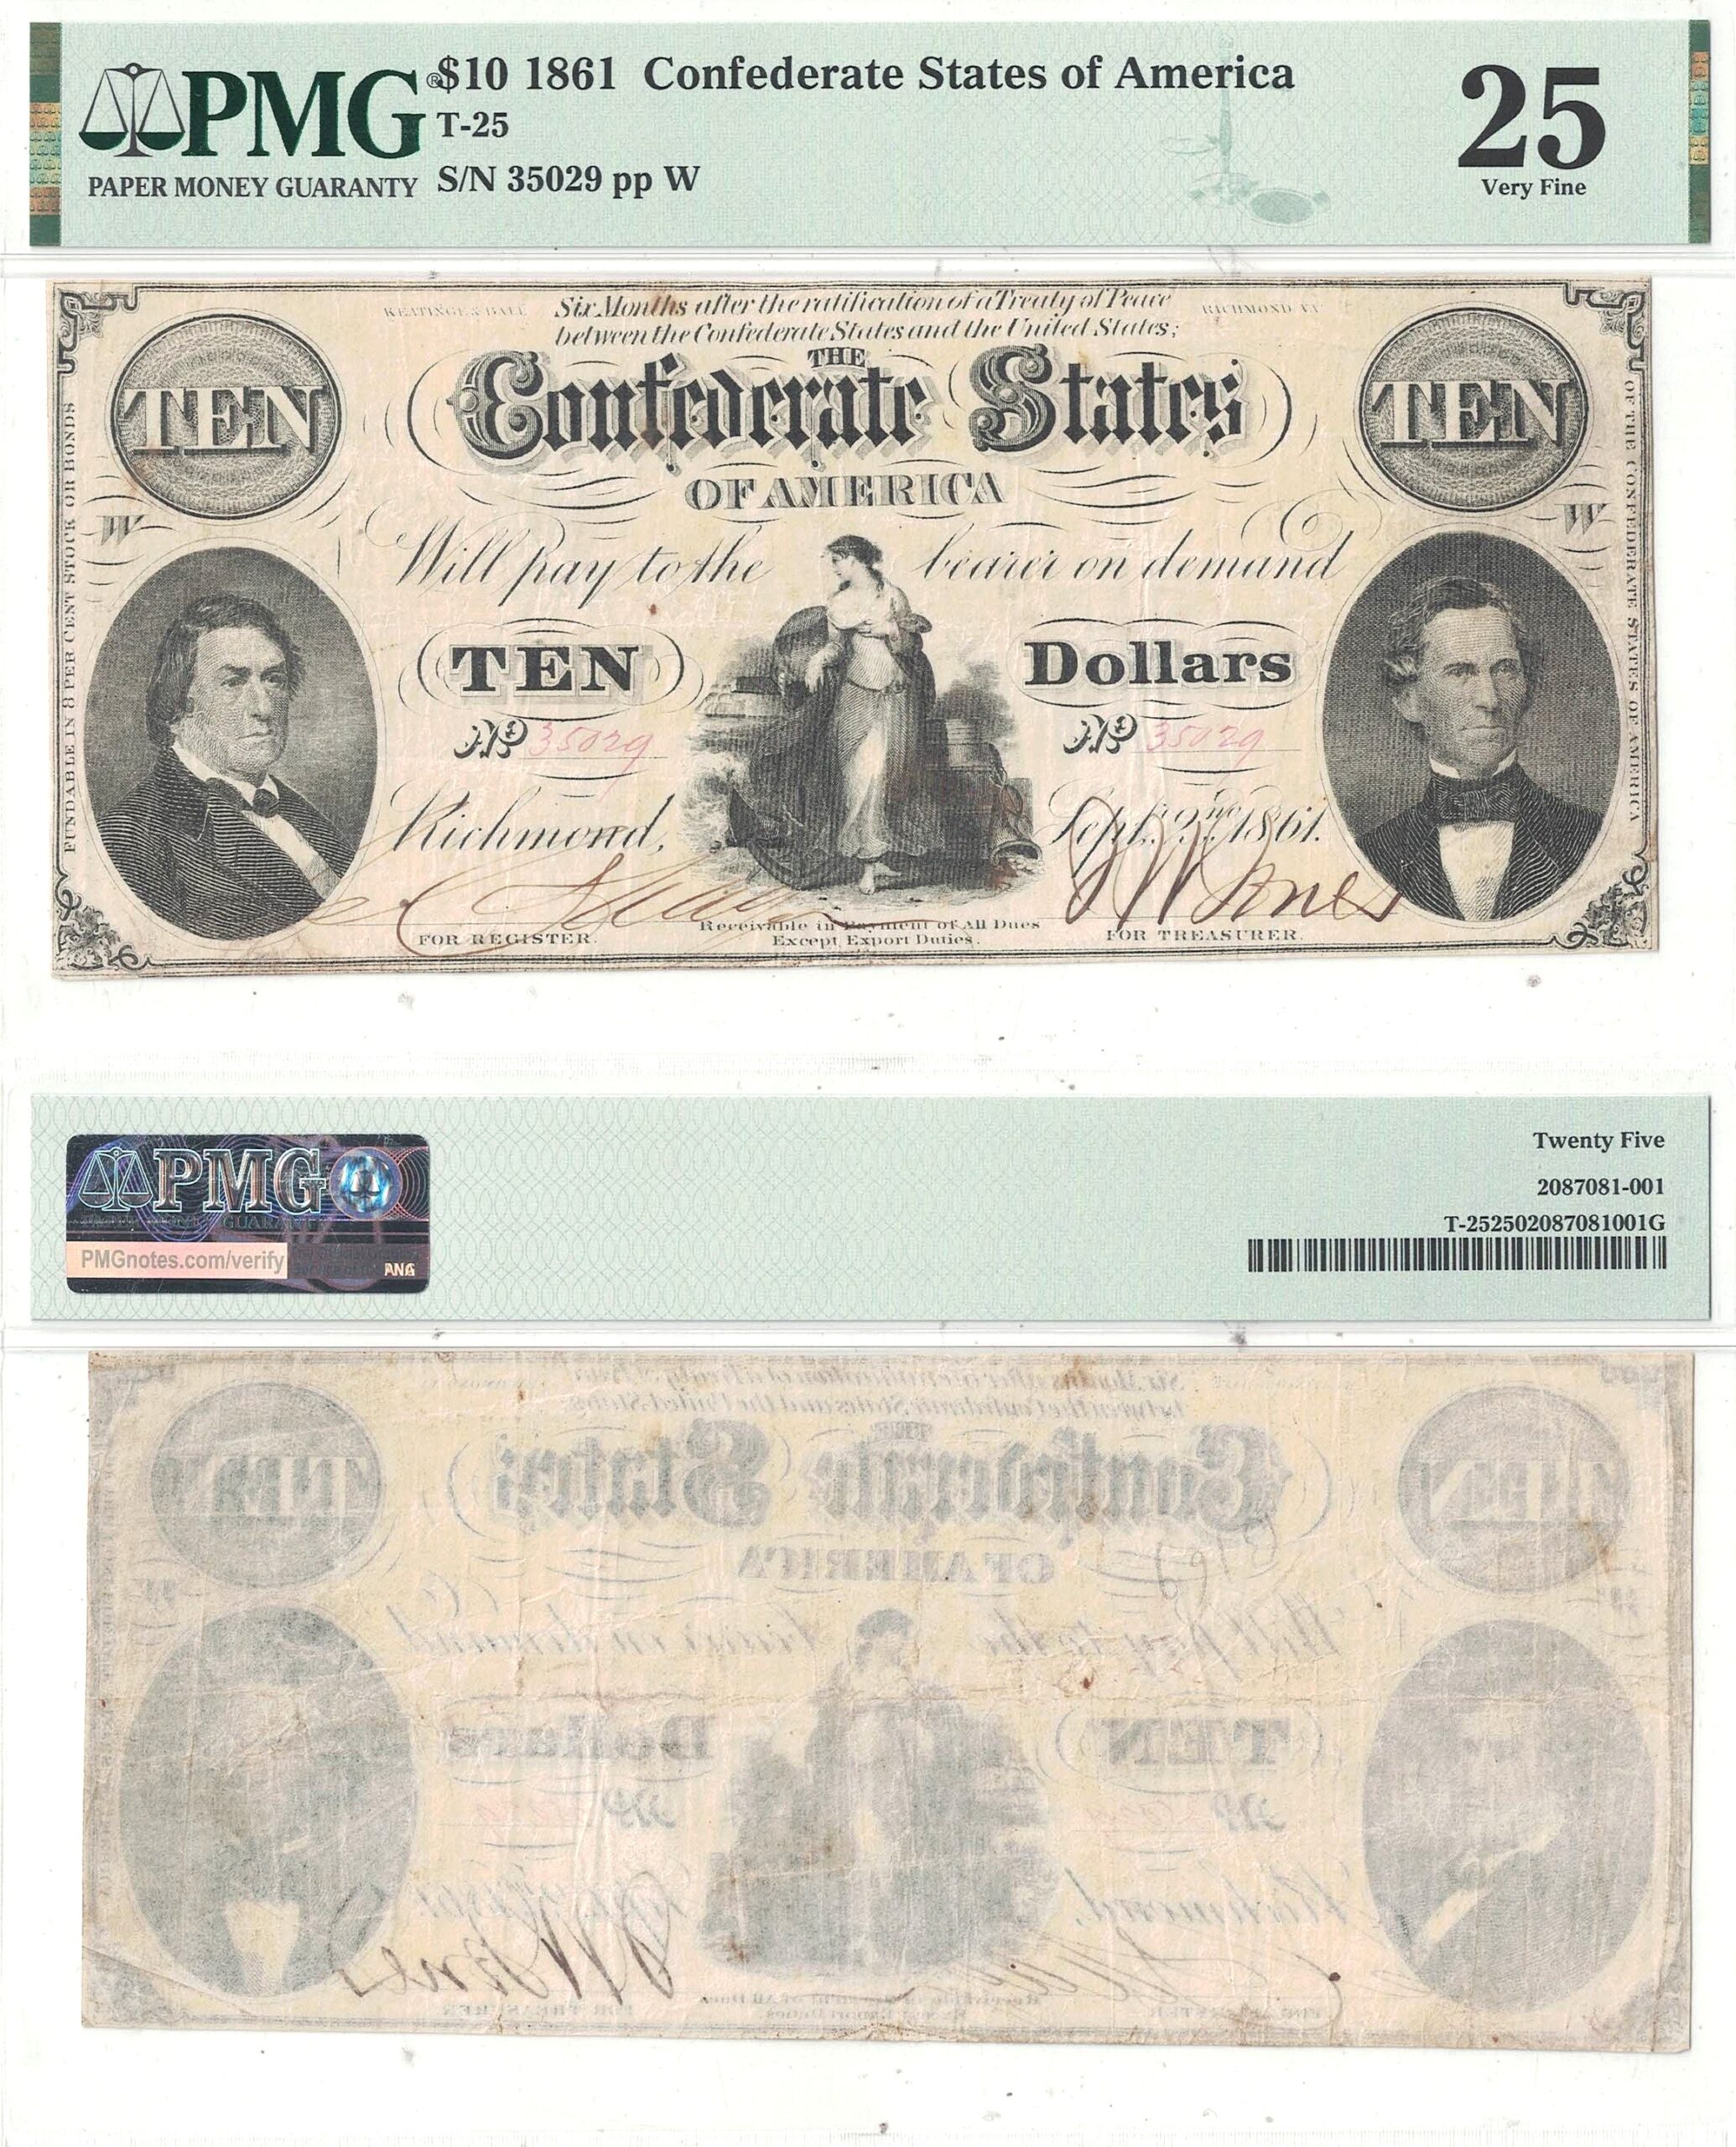 PMG®
PAPER MONEY GUARANTY
$10 1861 Confederate States of America
T-25
S/N 35029 pp W
25
Very Fine
KEATINGE & BALL
Six Months after the ratification of a Treaty of Peace
RICHMOND VA
between the Confederate States and the United States;
THE
Confederate States
OF AMERICA
TEN
TEN
W
W
FUNDABLE IN 8 PER CENT STOCK OR BONDS
OF THE CONFEDERATE STATES OF AMERICA
Will pay to the bearer on demand
TEN Dollars
No 35029
No 35029
Richmond, Sept. 2nd 1861.
J W Jones
FOR REGISTER.
Receivable in Payment of All Dues
Except Export Duties.
FOR TREASURER.
PMG
GUARANTY
PMGnotes.com/verify
ANA
Twenty Five
2087081-001
T-252502087081001G